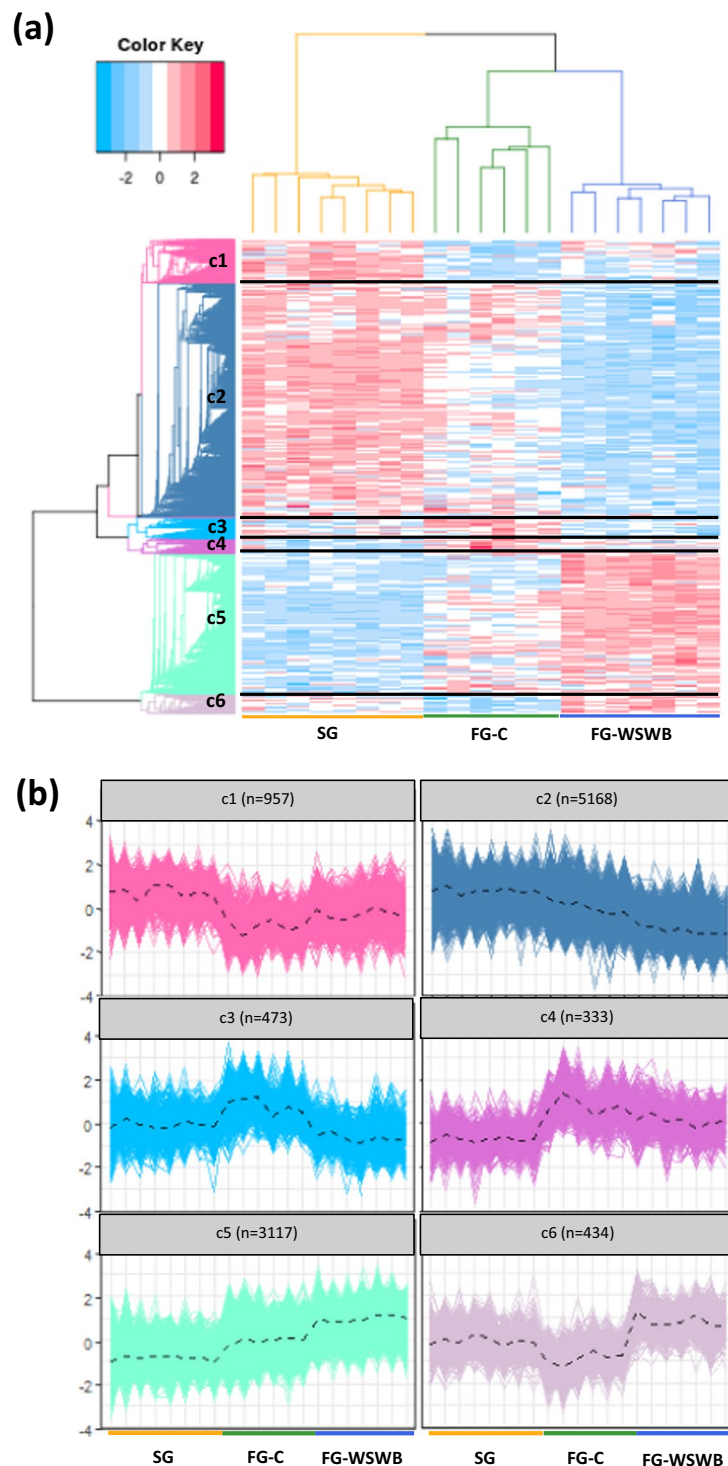 (a)
Color Key
-2 0 2
c1
c2
c3
c4
c5
c6
SG FG-C FG-WSWB
(b)
c1 (n=957) c2 (n=5168)
4
2
0
-2
-4
c3 (n=473) c4 (n=333)
4
2
0
-2
-4
c5 (n=3117) c6 (n=434)
4
2
0
-2
-4
SG FG-C FG-WSWB SG FG-C FG-WSWB